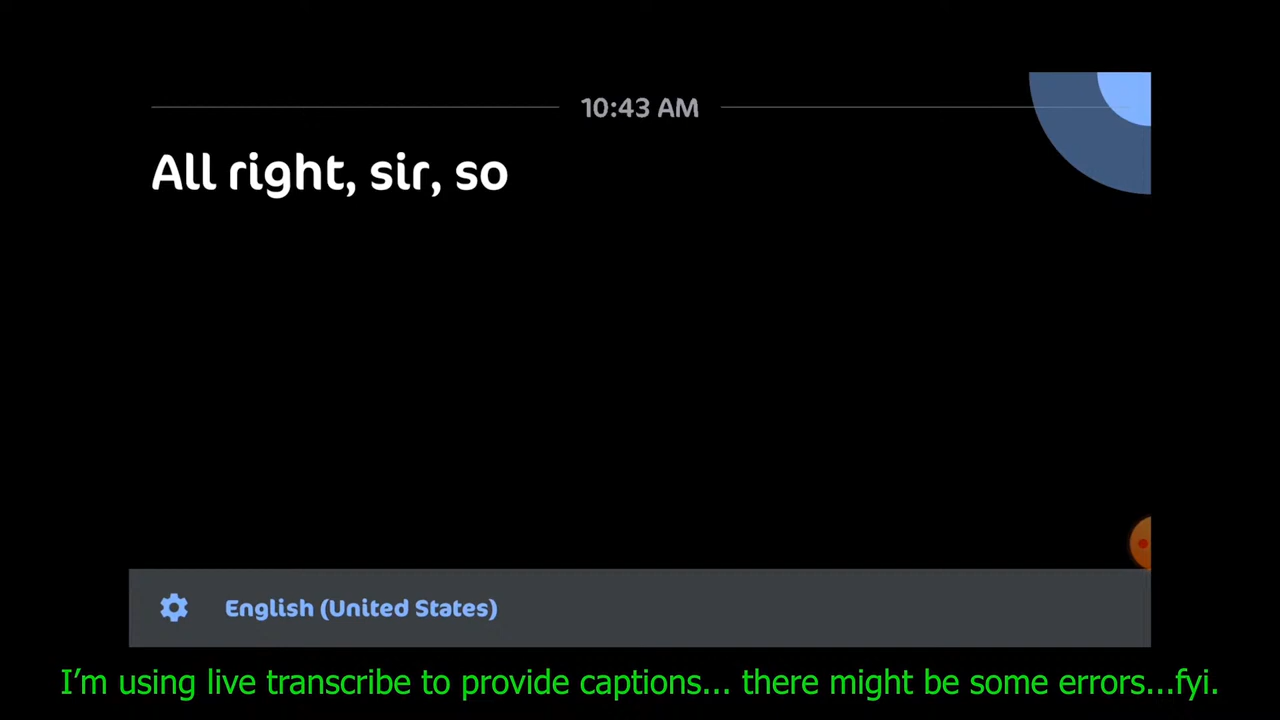 10:43 AM
All right, sir, so
English (United States)
I’m using live transcribe to provide captions... there might be some errors...fyi.